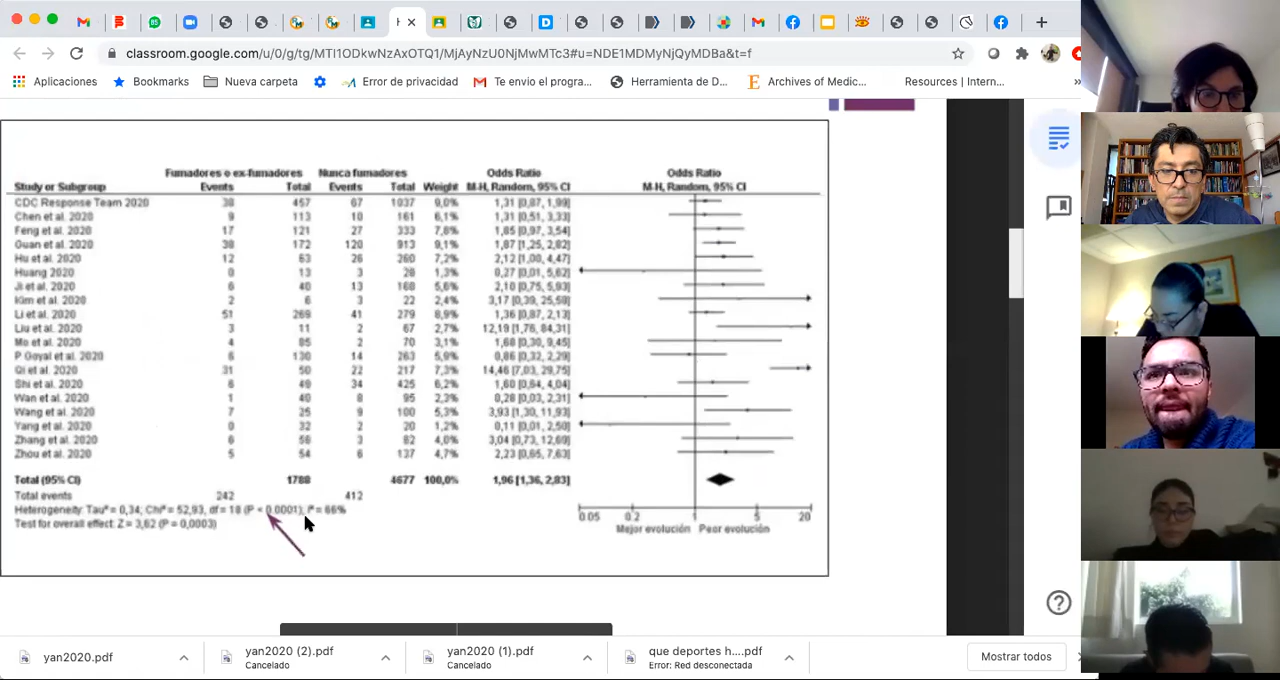 classroom.google.com/u/0/g/tg/MTI1ODkwNzAxOTQ1/MjAyNzU0NjMwMTc3#u=NDE1MDMyNjQyMDBa&t=f
Aplicaciones Bookmarks Nueva carpeta Error de privacidad Te envio el progra... Herramienta de D... Archives of Medic... Resources | Intern... »
Fumadores o ex-fumadores Nunca fumadores Odds Ratio Odds Ratio
Study or Subgroup Events Total Events Total Weight M-H, Random, 95% CI M-H, Random, 95% CI
CDC Response Team 2020 38 457 67 1037 9,0% 1,31 [0,87, 1,99]
Chen et al. 2020 9 113 10 161 6,1% 1,31 [0,51, 3,33]
Feng et al. 2020 17 121 27 333 7,8% 1,85 [0,97, 3,54]
Guan et al. 2020 38 172 120 913 9,1% 1,87 [1,25, 2,82]
Hu et al. 2020 12 63 26 260 7,2% 2,12 [1,00, 4,47]
Huang 2020 0 13 3 28 1,3% 0,27 [0,01, 5,62]
Ji et al. 2020 6 40 13 168 5,6% 2,10 [0,75, 5,93]
Kim et al. 2020 2 6 3 22 2,4% 3,17 [0,39, 25,58]
Li et al. 2020 51 269 41 279 8,9% 1,36 [0,87, 2,13]
Liu et al. 2020 3 11 2 67 2,7% 12,19 [1,76, 84,31]
Mo et al. 2020 4 85 2 70 3,1% 1,68 [0,30, 9,45]
P Goyal et al. 2020 6 130 14 263 5,9% 0,86 [0,32, 2,29]
Qi et al. 2020 31 50 22 217 7,3% 14,46 [7,03, 29,75]
Shi et al. 2020 6 49 34 425 6,2% 1,60 [0,64, 4,04]
Wan et al. 2020 1 40 8 95 2,3% 0,28 [0,03, 2,31]
Wang et al. 2020 7 25 9 100 5,3% 3,93 [1,30, 11,93]
Yang et al. 2020 0 32 2 20 1,2% 0,11 [0,01, 2,50]
Zhang et al. 2020 6 56 3 82 4,0% 3,04 [0,73, 12,69]
Zhou et al. 2020 5 54 6 137 4,7% 2,23 [0,65, 7,63]
Total (95% CI) 1788 4677 100,0% 1,96 [1,36, 2,83]
Total events 242 412
Heterogeneity: Tau² = 0,34; Chi² = 52,93, df = 18 (P < 0,0001); I² = 66%
Test for overall effect: Z = 3,62 (P = 0,0003)
0.05 0.2 1 5 20
Mejor evolución Peor evolución
yan2020.pdf
yan2020 (2).pdf
Cancelado
yan2020 (1).pdf
Cancelado
que deportes h....pdf
Error: Red desconectada
Mostrar todos